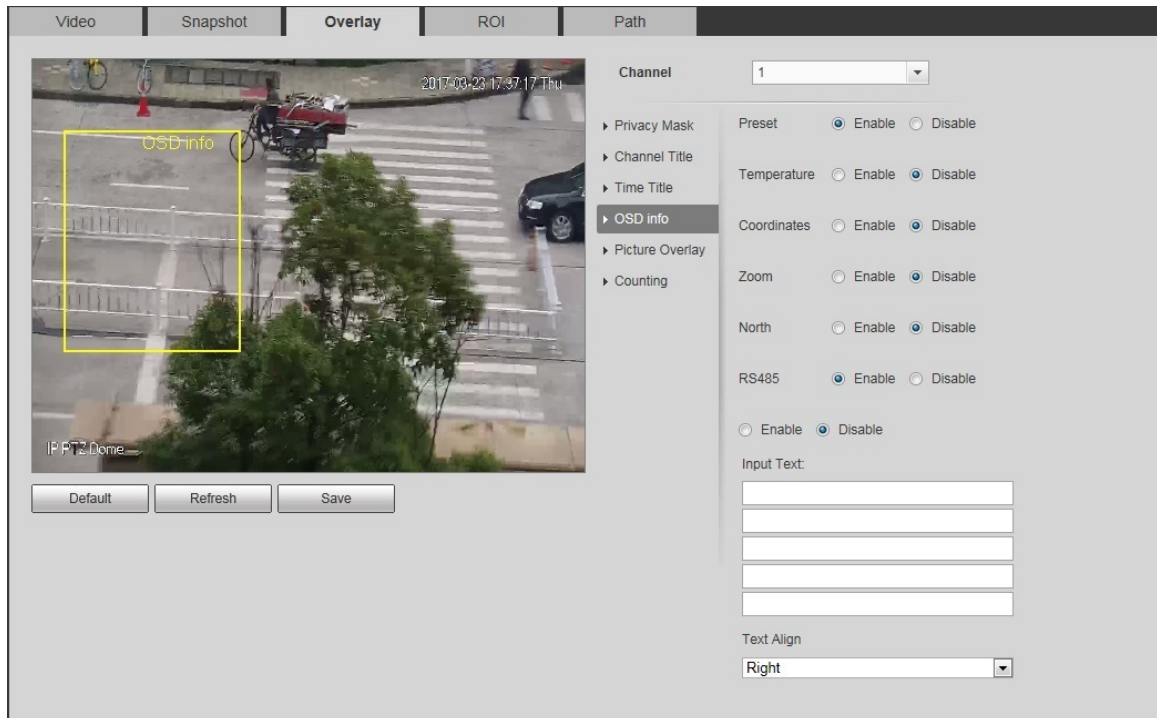 Video Snapshot Overlay ROI Path
2017-03-23 17:37:17 Thu
OSD info
IP PTZ Dome
Default Refresh Save
Channel 1
Privacy Mask
Channel Title
Time Title
OSD info
Picture Overlay
Counting
Preset Enable Disable
Temperature Enable Disable
Coordinates Enable Disable
Zoom Enable Disable
North Enable Disable
RS485 Enable Disable
Enable Disable
Input Text:
Text Align
Right